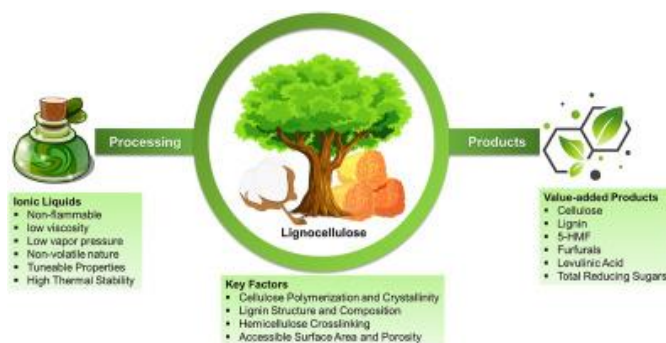 Processing
Products
Lignocellulose
Ionic Liquids
▪ Non-flammable
▪ low viscosity
▪ Low vapor pressure
▪ Non-volatile nature
▪ Tuneable Properties
▪ High Thermal Stability
Key Factors
▪ Cellulose Polymerization and Crystallinity
▪ Lignin Structure and Composition
▪ Hemicellulose Crosslinking
▪ Accessible Surface Area and Porosity
Value-added Products
▪ Cellulose
▪ Lignin
▪ 5-HMF
▪ Furfurals
▪ Levulinic Acid
▪ Total Reducing Sugars